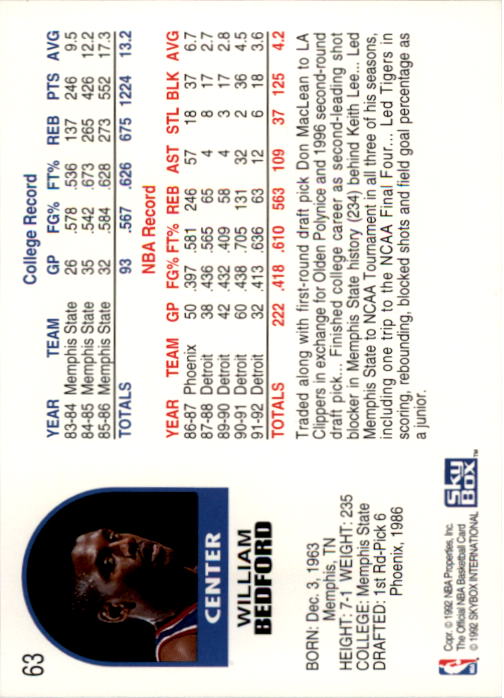 63
CENTER
WILLIAM
BEDFORD
BORN: Dec. 3, 1963
Memphis, TN
HEIGHT: 7-1 WEIGHT: 235
COLLEGE: Memphis State
DRAFTED: 1st Rd-Pick 6
Phoenix, 1986
Copr. © 1992 NBA Properties, Inc.
The Official NBA Basketball Card
© 1992 SKYBOX INTERNATIONAL
SkyBox™
College Record
YEAR TEAM GP FG% FT% REB PTS AVG
83-84 Memphis State 26 .578 .536 137 246 9.5
84-85 Memphis State 35 .542 .673 265 426 12.2
85-86 Memphis State 32 .584 .628 273 552 17.3
TOTALS 93 .567 .626 675 1224 13.2
NBA Record
YEAR TEAM GP FG% FT% REB AST STL BLK AVG
86-87 Phoenix 50 .397 .581 246 57 18 37 6.7
87-88 Detroit 38 .436 .565 65 4 8 17 2.7
89-90 Detroit 42 .432 .409 58 4 3 17 2.8
90-91 Detroit 60 .438 .705 131 32 2 36 4.5
91-92 Detroit 32 .413 .636 63 12 6 18 3.6
TOTALS 222 .418 .610 563 109 37 125 4.2
Traded along with first-round draft pick Don MacLean to LA
Clippers in exchange for Olden Polynice and 1996 second-round
draft pick... Finished college career as second-leading shot
blocker in Memphis State history (234) behind Keith Lee... Led
Memphis State to NCAA Tournament in all three of his seasons,
including one trip to the NCAA Final Four... Led Tigers in
scoring, rebounding, blocked shots and field goal percentage as
a junior.